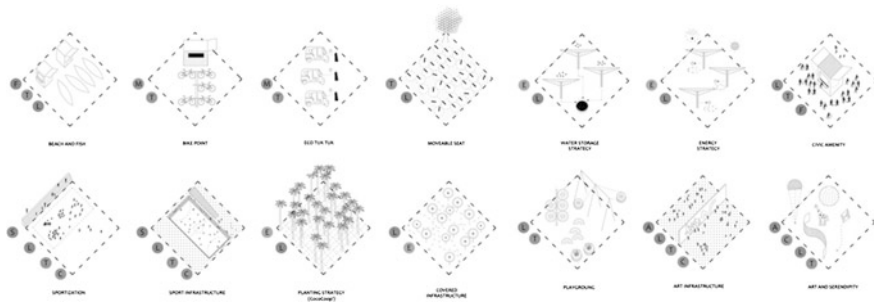 F
T
L
BEACH AND FISH
M
T
BIKE POINT
M
T
ECO TUK TUK
T
L
MOVEABLE SEAT
E
L
WATER STORAGE
STRATEGY
E
L
ENERGY
STRATEGY
L
T
F
CIVIC AMENITY
S
L
T
C
SPORTIZATION
S
L
T
C
SPORT INFRASTRUCTURE
E
L
PLANTING STRATEGY
L
E
COVERED
INFRASTRUCTURE
L
T
PLAYGROUND
A
L
T
C
ART INFRASTRUCTURE
A
C
L
T
ART AND SERENDIPITY